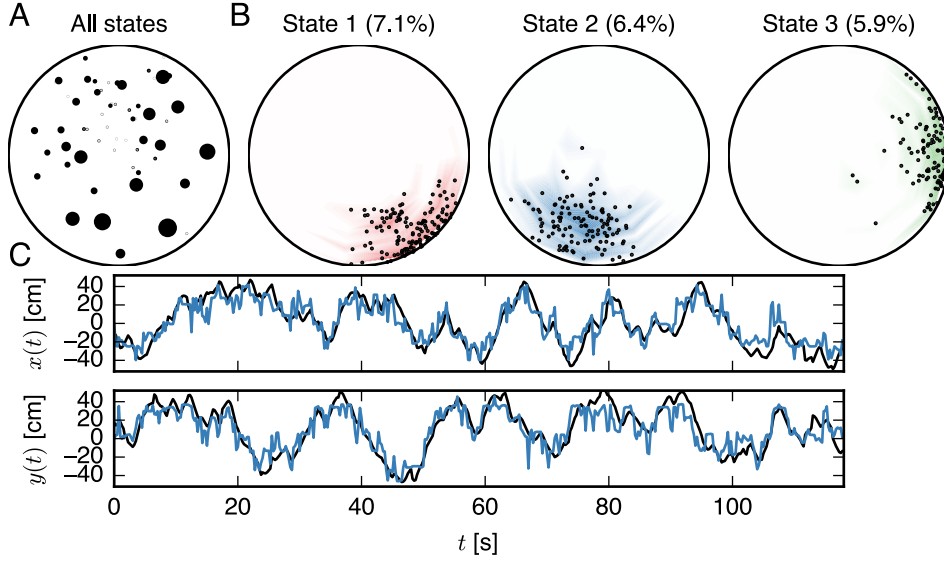 A
All states
B
State 1 (7.1%)
State 2 (6.4%)
State 3 (5.9%)
C
x(t) [cm]
40
20
0
−20
−40
y(t) [cm]
40
20
0
−20
−40
0 20 40 60 80 100
t [s]